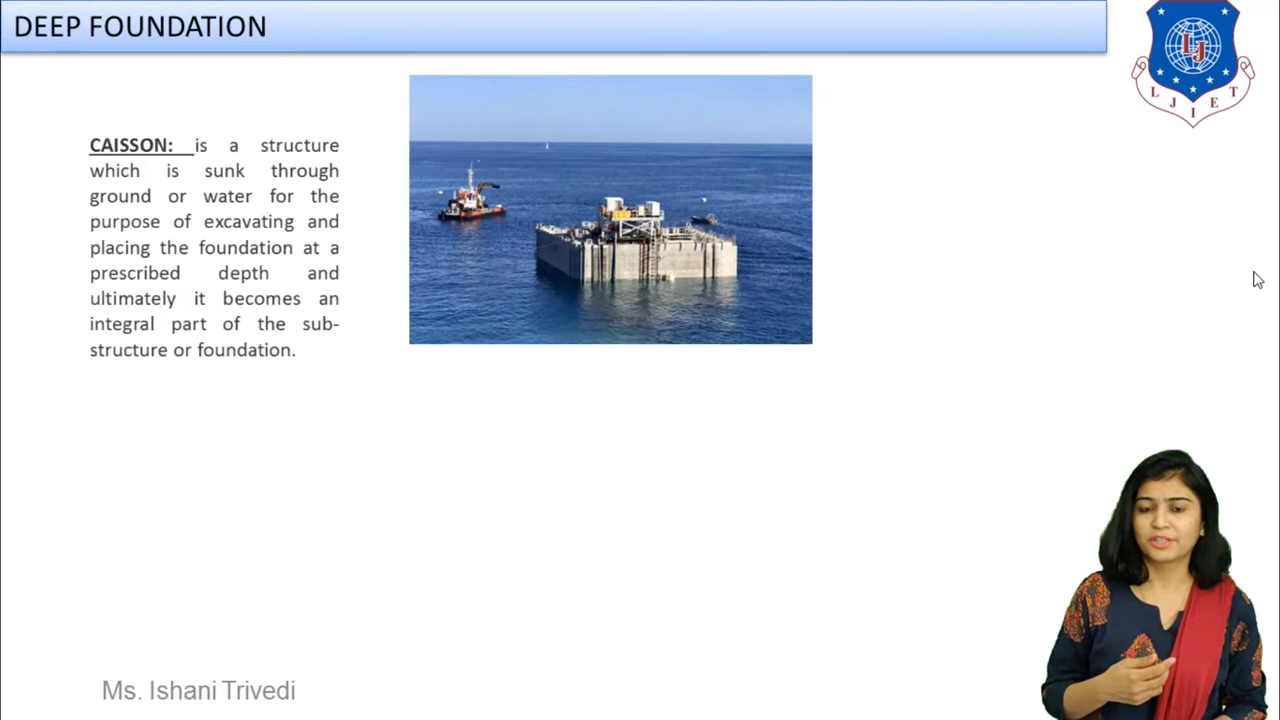 DEEP FOUNDATION
CAISSON: is a structure
which is sunk through
ground or water for the
purpose of excavating and
placing the foundation at a
prescribed depth and
ultimately it becomes an
integral part of the sub-
structure or foundation.
LJ
L J I E T
Ms. Ishani Trivedi